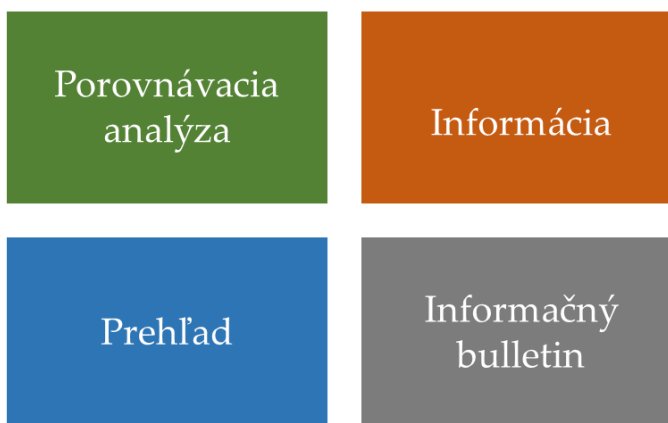 Porovnávacia
analýza
Informácia
Prehľad
Informačný
bulletin